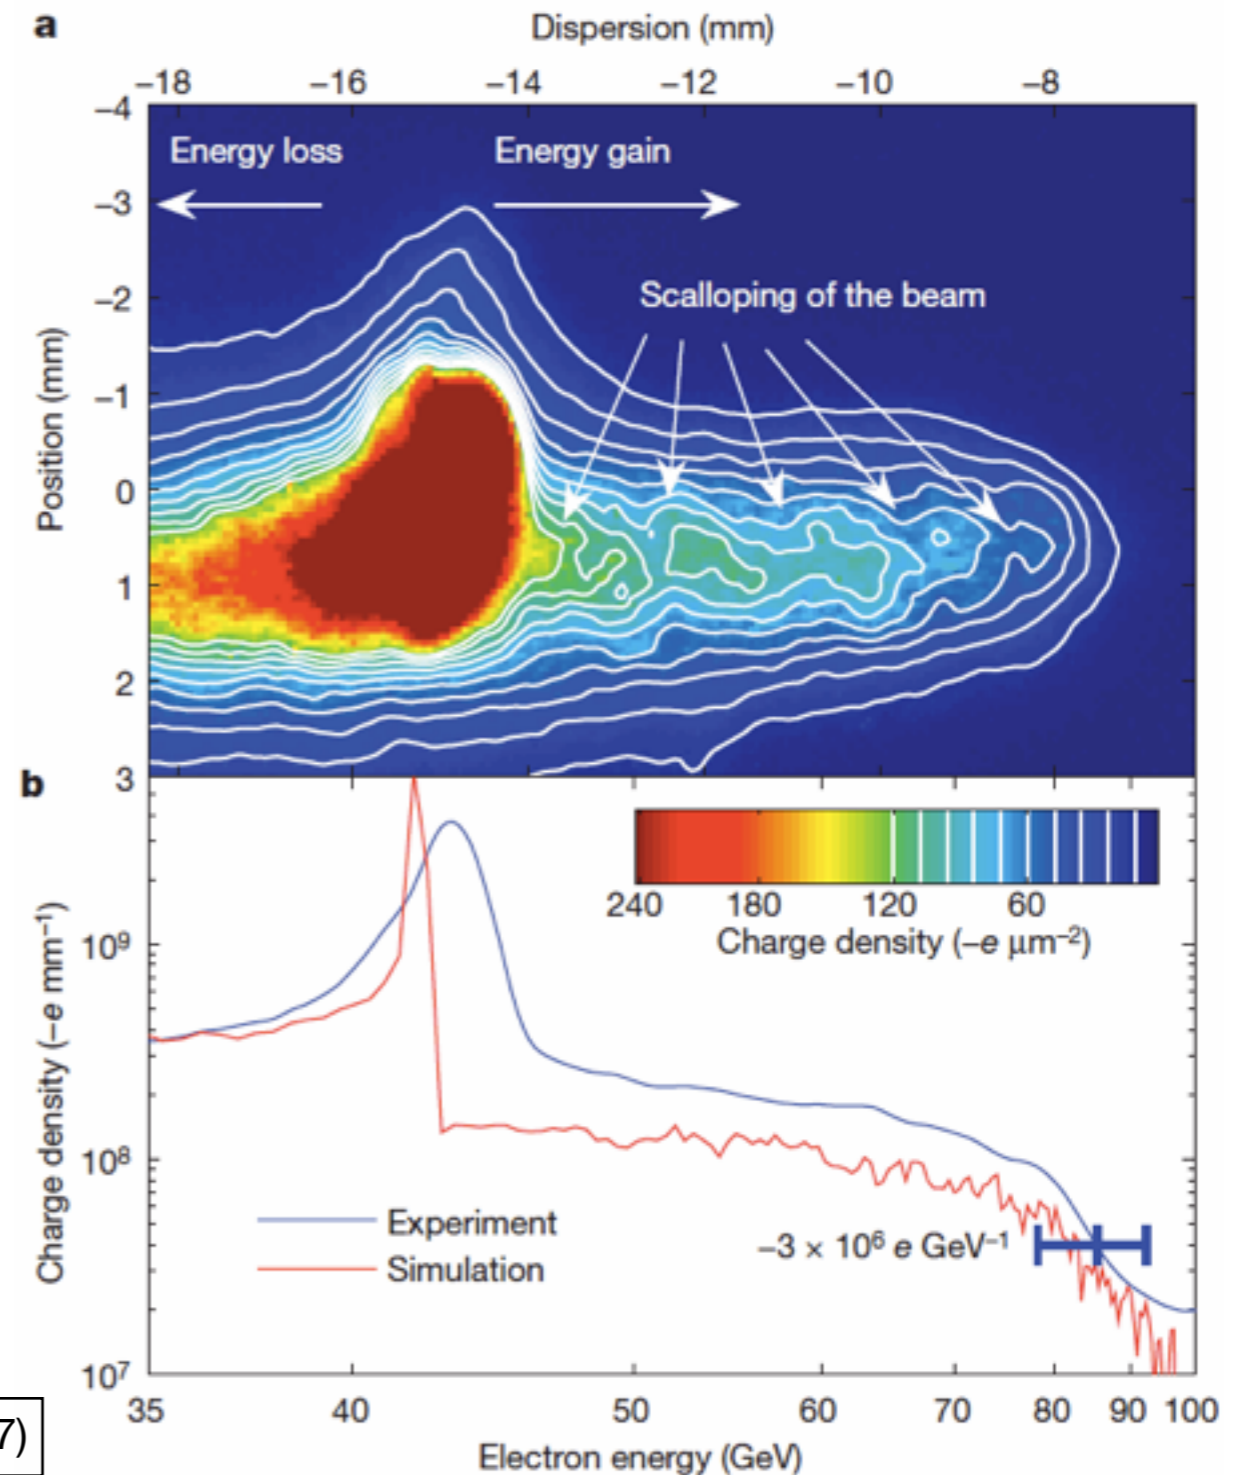 a
Dispersion (mm)
–18 –16 –14 –12 –10 –8
–4
Energy loss Energy gain
–3
–2
Scalloping of the beam
–1
Position (mm)
0
1
2
3
b
240 180 120 60
Charge density (–e μm⁻²)
10⁹
Charge density (–e mm⁻¹)
10⁸
Experiment
Simulation
–3 × 10⁶ e GeV⁻¹
10⁷
35 40 50 60 70 80 90 100
Electron energy (GeV)
7)